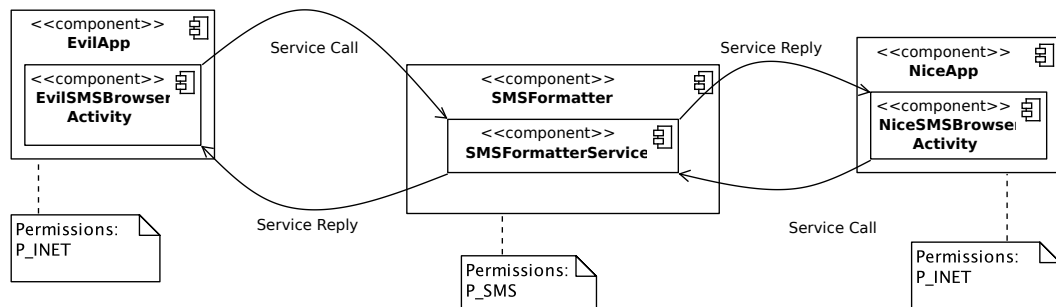 <<component>>
EvilApp
<<component>>
EvilSMSBrowser
Activity
Service Call
Service Reply
<<component>>
SMSFormatter
<<component>>
SMSFormatterService
Service Reply
Service Call
<<component>>
NiceApp
<<component>>
NiceSMSBrowser
Activity
Permissions:
P_INET
Permissions:
P_SMS
Permissions:
P_INET